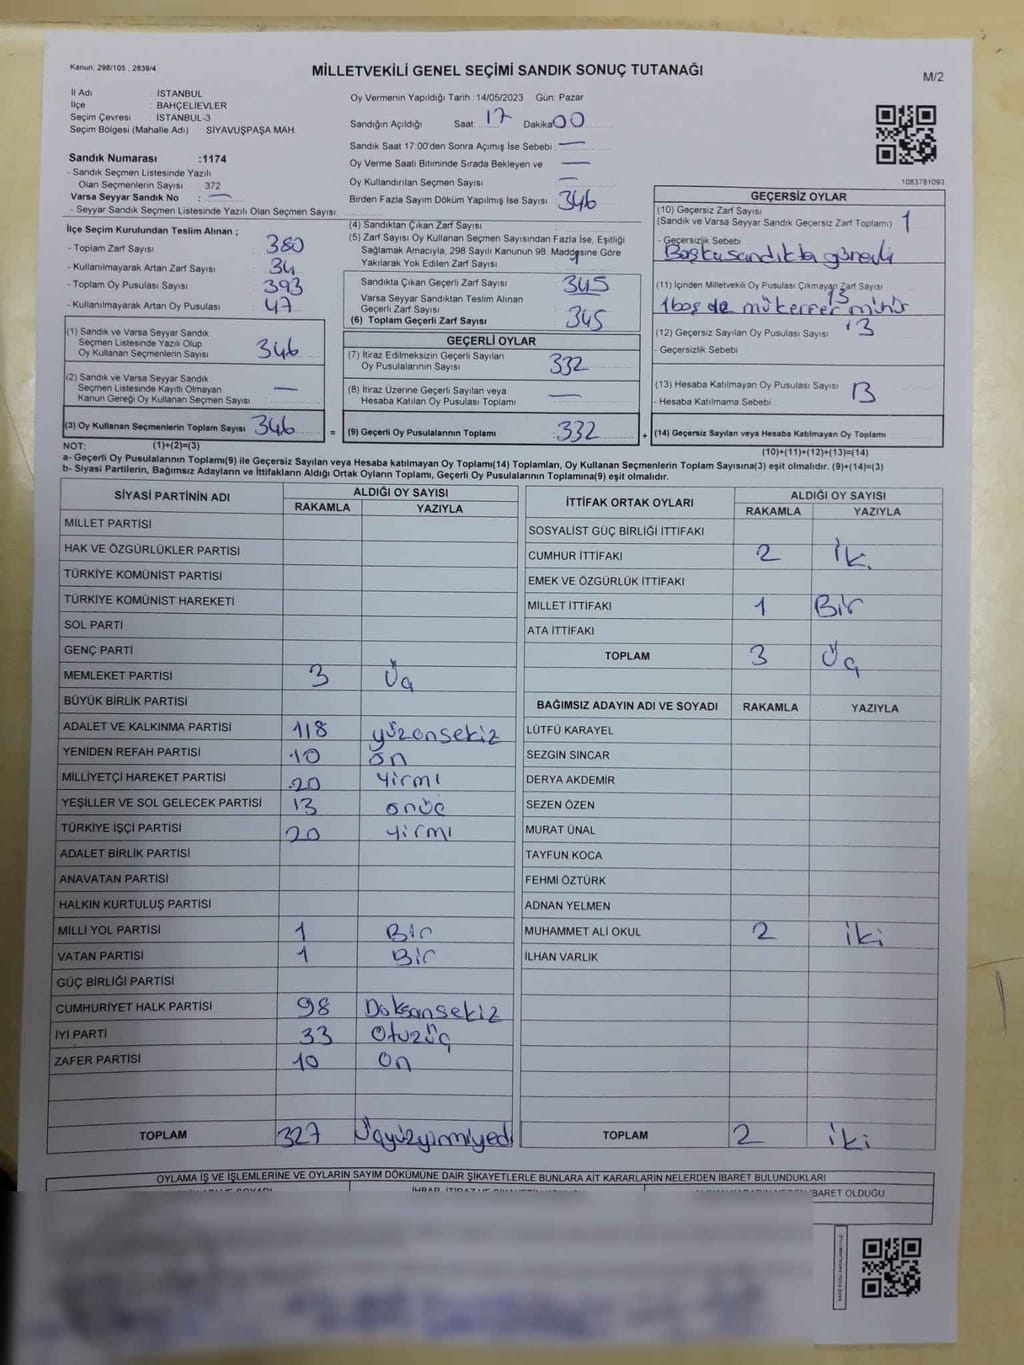 Kanun: 298/105 , 2839/4
MİLLETVEKİLİ GENEL SEÇİMİ SANDIK SONUÇ TUTANAĞI
M/2
İl Adı : İSTANBUL
İlçe : BAHÇELİEVLER
Seçim Çevresi : İSTANBUL-3
Seçim Bölgesi (Mahalle Adı) SİYAVUŞPAŞA MAH.
Oy Vermenin Yapıldığı Tarih :14/05/2023 Gün: Pazar
Sandığın Açıldığı Saat: 17 Dakika 00
Sandık Saat 17:00'den Sonra Açımış İse Sebebi : —
Oy Verme Saati Bitiminde Sırada Bekleyen ve —
Oy Kullandırılan Seçmen Sayısı —
Birden Fazla Sayım Döküm Yapılmış İse Sayısı 346
1083781093
Sandık Numarası :1174
- Sandık Seçmen Listesinde Yazılı
Olan Seçmenlerin Sayısı : 372
Varsa Seyyar Sandık No : —
- Seyyar Sandık Seçmen Listesinde Yazılı Olan Seçmen Sayısı
İlçe Seçim Kurulundan Teslim Alınan ;
- Toplam Zarf Sayısı 380
- Kullanılmayarak Artan Zarf Sayısı 34
- Toplam Oy Pusulası Sayısı 393
- Kullanılmayarak Artan Oy Pusulası 47
(1) Sandık ve Varsa Seyyar Sandık
Seçmen Listesinde Yazılı Olup
Oy Kullanan Seçmenlerin Sayısı 346
(2) Sandık ve Varsa Seyyar Sandık
Seçmen Listesinde Kayıtlı Olmayan
Kanun Gereği Oy Kullanan Seçmen Sayısı: —
(3) Oy Kullanan Seçmenlerin Toplam Sayısı 346
(4) Sandıktan Çıkan Zarf Sayısı
(5) Zarf Sayısı Oy Kullanan Seçmen Sayısından Fazla İse, Eşitliği
Sağlamak Amacıyla, 298 Sayılı Kanunun 98. Maddesine Göre
Yakılarak Yok Edilen Zarf Sayısı
Sandıkta Çıkan Geçerli Zarf Sayısı 345
Varsa Seyyar Sandıktan Teslim Alınan
Geçerli Zarf Sayısı
(6) Toplam Geçerli Zarf Sayısı 345
GEÇERLİ OYLAR
(7) İtiraz Edilmeksizin Geçerli Sayılan
Oy Pusulalarının Sayısı 332
(8) İtiraz Üzerine Geçerli Sayılan veya
Hesaba Katılan Oy Pusulası Toplamı —
= (9) Geçerli Oy Pusulalarının Toplamı 332
GEÇERSİZ OYLAR
(10) Geçersiz Zarf Sayısı
(Sandık ve Varsa Seyyar Sandık Geçersiz Zarf Toplamı) 1
- Geçersizlik Sebebi
Başka sandıkta görevli
(11) İçinden Milletvekili Oy Pusulası Çıkmayan Zarf Sayısı
13
1 boş da mükerrer mühür
(12) Geçersiz Sayılan Oy Pusulası Sayısı 13
- Geçersizlik Sebebi
(13) Hesaba Katılmayan Oy Pusulası Sayısı 13
- Hesaba Katılmama Sebebi
+ (14) Geçersiz Sayılan veya Hesaba Katılmayan Oy Toplamı
NOT: (1)+(2)=(3)
(10)+(11)+(12)+(13)=(14)
a- Geçerli Oy Pusulalarının Toplamı(9) ile Geçersiz Sayılan veya Hesaba katılmayan Oy Toplamı(14) Toplamları, Oy Kullanan Seçmenlerin Toplam Sayısına(3) eşit olmalıdır. (9)+(14)=(3)
b- Siyasi Partilerin, Bağımsız Adayların ve İttifakların Aldığı Ortak Oyların Toplamı, Geçerli Oy Pusulalarının Toplamına(9) eşit olmalıdır.
SİYASİ PARTİNİN ADI ALDIĞI OY SAYISI
RAKAMLA YAZIYLA
MİLLET PARTİSİ
HAK VE ÖZGÜRLÜKLER PARTİSİ
TÜRKİYE KOMÜNİST PARTİSİ
TÜRKİYE KOMÜNİST HAREKETİ
SOL PARTİ
GENÇ PARTİ
MEMLEKET PARTİSİ 3 Üç
BÜYÜK BİRLİK PARTİSİ
ADALET VE KALKINMA PARTİSİ 118 yüzonsekiz
YENİDEN REFAH PARTİSİ 10 on
MİLLİYETÇİ HAREKET PARTİSİ 20 yirmi
YEŞİLLER VE SOL GELECEK PARTİSİ 13 onüç
TÜRKİYE İŞÇİ PARTİSİ 20 yirmi
ADALET BİRLİK PARTİSİ
ANAVATAN PARTİSİ
HALKIN KURTULUŞ PARTİSİ
MİLLİ YOL PARTİSİ 1 Bir
VATAN PARTİSİ 1 Bir
GÜÇ BİRLİĞİ PARTİSİ
CUMHURİYET HALK PARTİSİ 98 Doksansekiz
İYİ PARTİ 33 Otuzüç
ZAFER PARTİSİ 10 On
TOPLAM 327 Üçyüzyirmiyedi
İTTİFAK ORTAK OYLARI ALDIĞI OY SAYISI
RAKAMLA YAZIYLA
SOSYALİST GÜÇ BİRLİĞİ İTTİFAKI
CUMHUR İTTİFAKI 2 İki
EMEK VE ÖZGÜRLÜK İTTİFAKI
MİLLET İTTİFAKI 1 Bir
ATA İTTİFAKI
TOPLAM 3 Üç
BAĞIMSIZ ADAYIN ADI VE SOYADI RAKAMLA YAZIYLA
LÜTFÜ KARAYEL
SEZGİN SİNCAR
DERYA AKDEMİR
SEZEN ÖZEN
MURAT ÜNAL
TAYFUN KOCA
FEHMİ ÖZTÜRK
ADNAN YELMEN
MUHAMMET ALİ OKUL 2 iki
İLHAN VARLIK
TOPLAM 2 iki
OYLAMA İŞ VE İŞLEMLERİNE VE OYLARIN SAYIM DÖKÜMÜNE DAİR ŞİKAYETLERLE BUNLARA AİT KARARLARIN NELERDEN İBARET BULUNDUKLARI
İBARET OLDUĞU